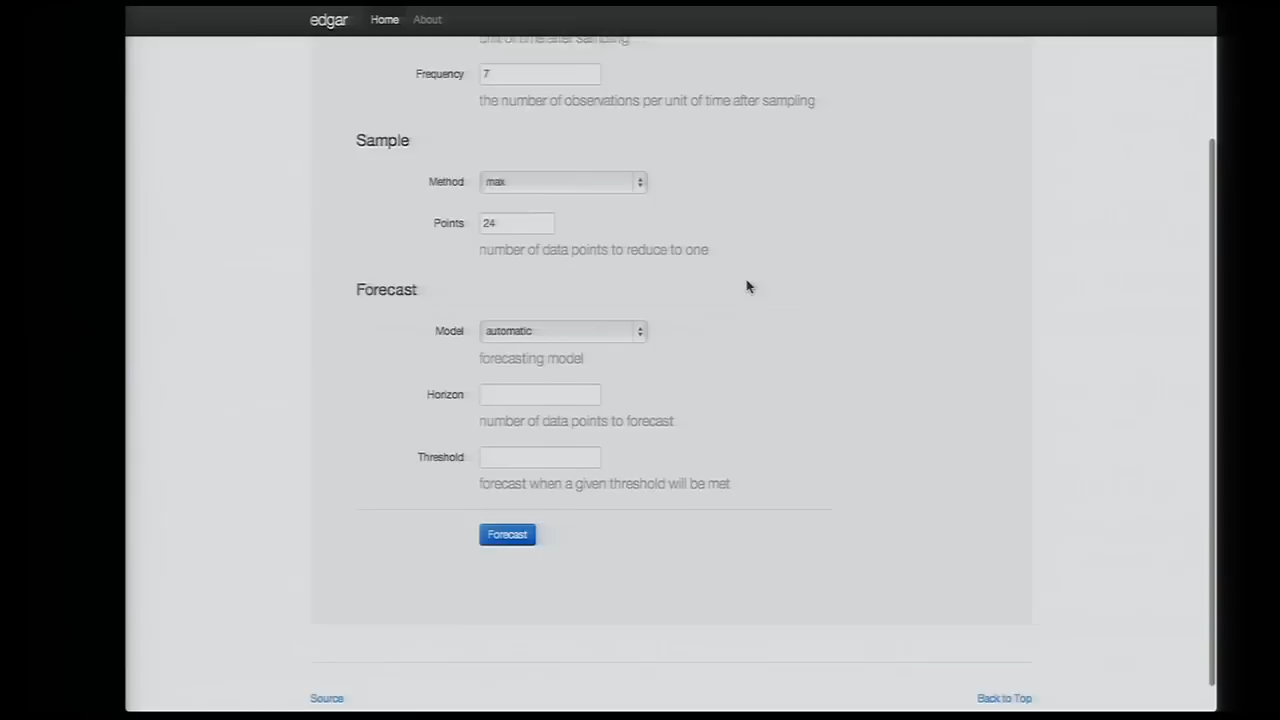 edgar Home About
unit of time after sampling
Frequency 7
the number of observations per unit of time after sampling
Sample
Method max
Points 24
number of data points to reduce to one
Forecast
Model automatic
forecasting model
Horizon
number of data points to forecast
Threshold
forecast when a given threshold will be met
Forecast
Source Back to Top